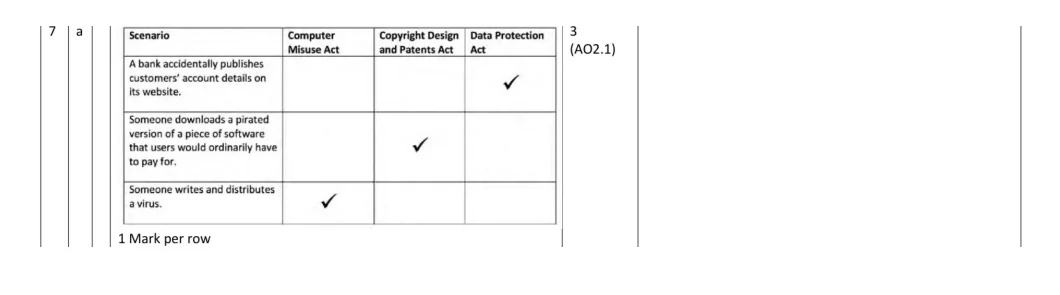 7 a
Scenario Computer Copyright Design Data Protection 3
Misuse Act and Patents Act Act (AO2.1)
A bank accidentally publishes
customers' account details on
its website. ✓
Someone downloads a pirated
version of a piece of software
that users would ordinarily have ✓
to pay for.
Someone writes and distributes
a virus. ✓
1 Mark per row